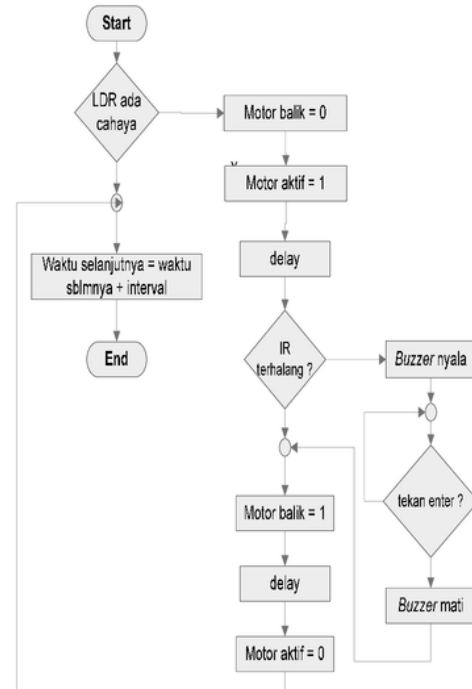 Start
LDR ada
cahaya
Waktu selanjutnya = waktu
sblmnya + interval
End
Motor balik = 0
Motor aktif = 1
delay
IR
terhalang ?
Buzzer nyala
tekan enter ?
Buzzer mati
Motor balik = 1
delay
Motor aktif = 0